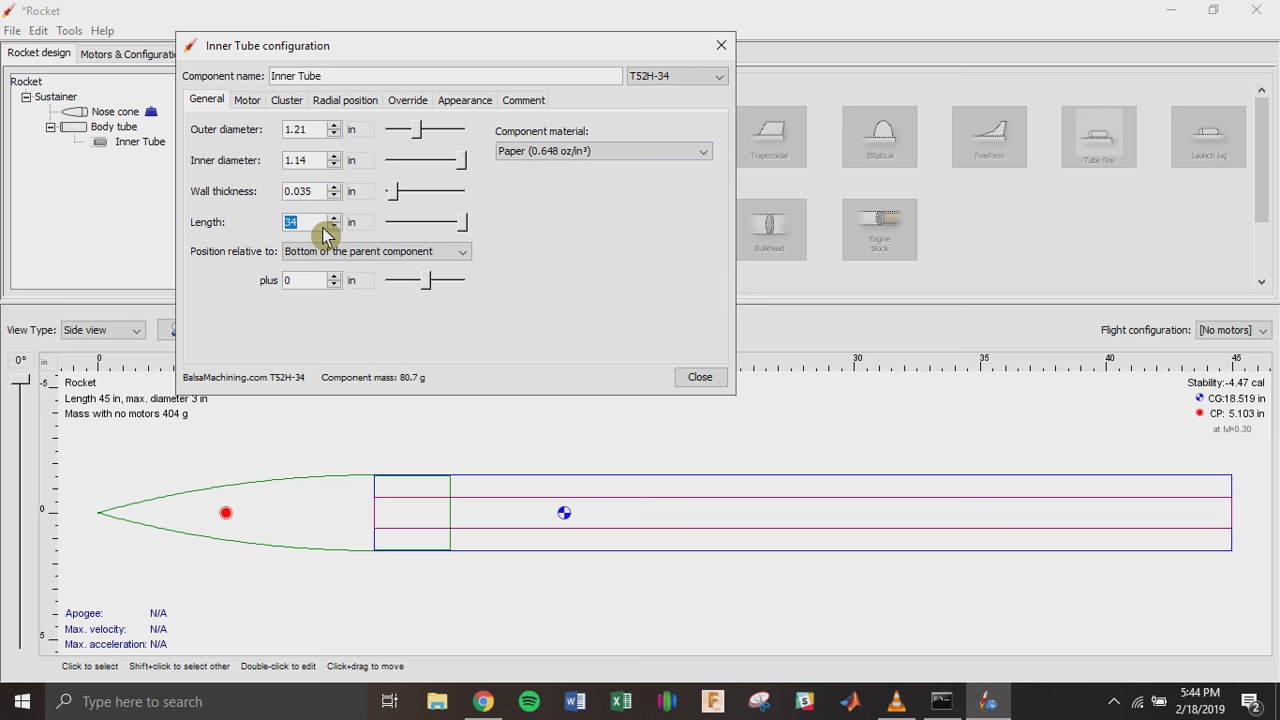 *Rocket
File Edit Tools Help
Rocket design Motors & Configurati
Rocket
Sustainer
Nose cone
Body tube
Inner Tube
Inner Tube configuration
Component name: Inner Tube T52H-34
General Motor Cluster Radial position Override Appearance Comment
Outer diameter: 1.21 in
Inner diameter: 1.14 in
Wall thickness: 0.035 in
Length: 34 in
Position relative to: Bottom of the parent component
plus 0 in
Component material:
Paper (0.648 oz/in³)
BalsaMachining.com T52H-34 Component mass: 80.7 g
Close
Trapezoidal Elliptical Freeform Tube fins Launch lug
Bulkhead Engine
block
View Type: Side view
Flight configuration: [No motors]
0° in 0 30 35 40 45
-5
0
5
Rocket
Length 45 in, max. diameter 3 in
Mass with no motors 404 g
Stability:-4.47 cal
CG:18.519 in
CP: 5.103 in
at M=0.30
Apogee: N/A
Max. velocity: N/A
Max. acceleration: N/A
Click to select Shift+click to select other Double-click to edit Click+drag to move
Type here to search
5:44 PM
2/18/2019
2